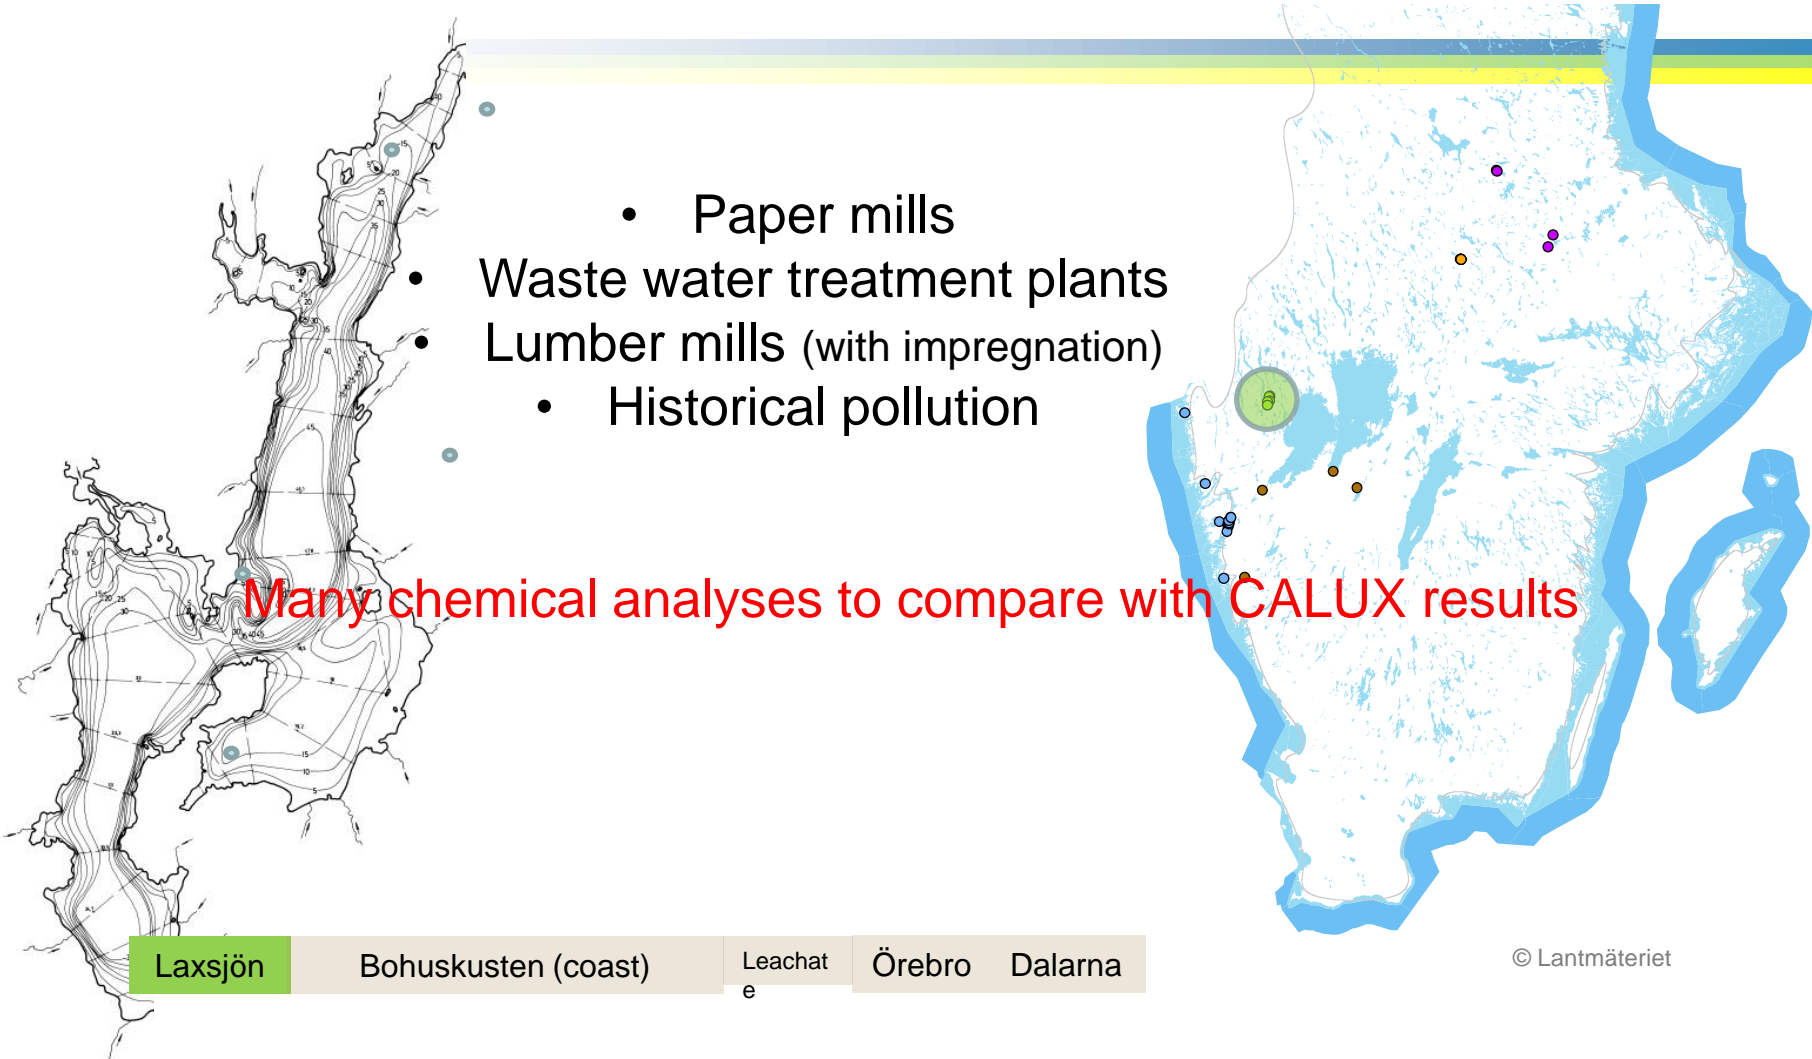 • Paper mills
• Waste water treatment plants
• Lumber mills (with impregnation)
• Historical pollution
Many chemical analyses to compare with CALUX results
Laxsjön
Bohuskusten (coast)
Leachat
e
Örebro
Dalarna
© Lantmäteriet